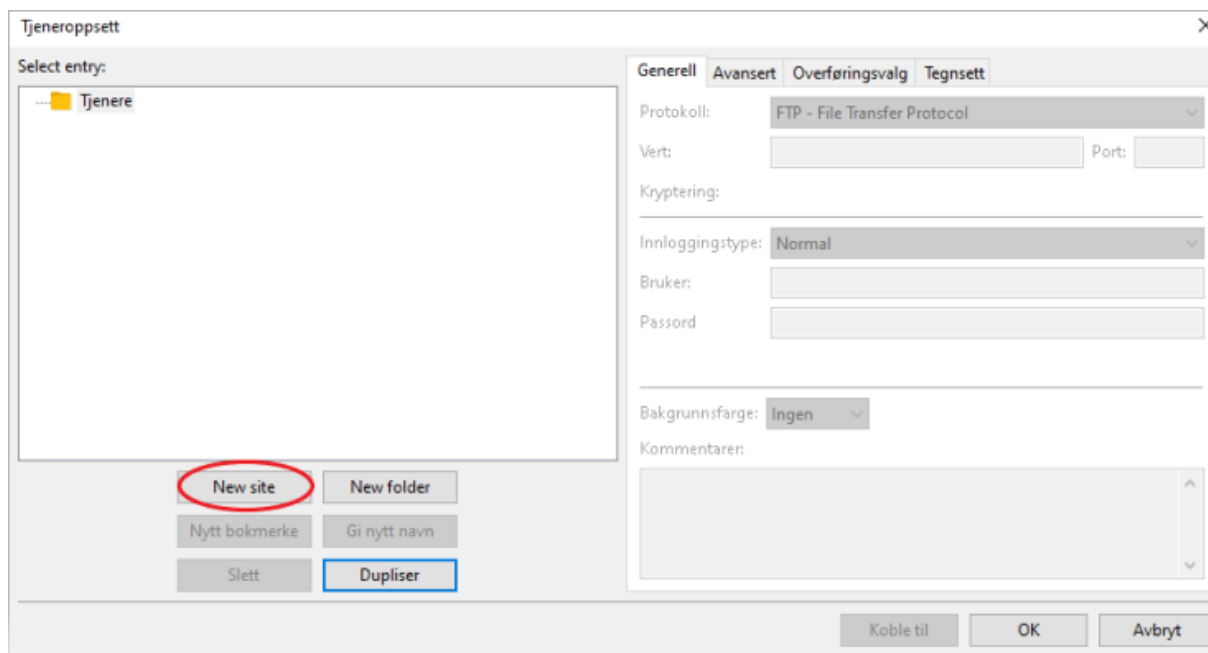 Tjeneroppsett
Select entry:
Tjenere
New site New folder
Nytt bokmerke Gi nytt navn
Slett Dupliser
Generell Avansert Overføringsvalg Tegnsett
Protokoll: FTP - File Transfer Protocol
Vert: Port:
Kryptering:
Innloggingstype: Normal
Bruker:
Passord
Bakgrunnsfarge: Ingen
Kommentarer:
Koble til OK Avbryt